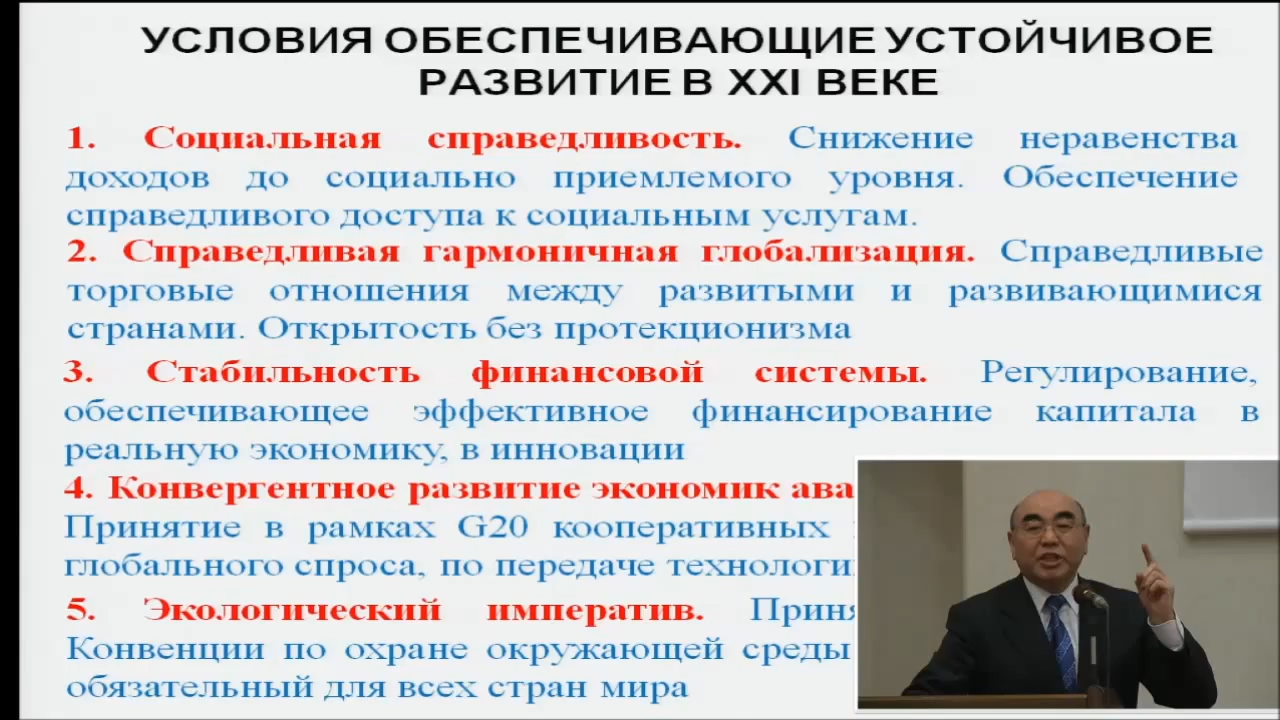 УСЛОВИЯ ОБЕСПЕЧИВАЮЩИЕ УСТОЙЧИВОЕ
РАЗВИТИЕ В XXI ВЕКЕ
1. Социальная справедливость. Снижение неравенства
доходов до социально приемлемого уровня. Обеспечение
справедливого доступа к социальным услугам.
2. Справедливая гармоничная глобализация. Справедливые
торговые отношения между развитыми и развивающимися
странами. Открытость без протекционизма
3. Стабильность финансовой системы. Регулирование,
обеспечивающее эффективное финансирование капитала в
реальную экономику, в инновации
4. Конвергентное развитие экономик
Принятие в рамках G20 кооперативных
глобального спроса, по передаче
5. Экологический императив.
Конвенции по охране окружающей среды
обязательный для всех стран мира